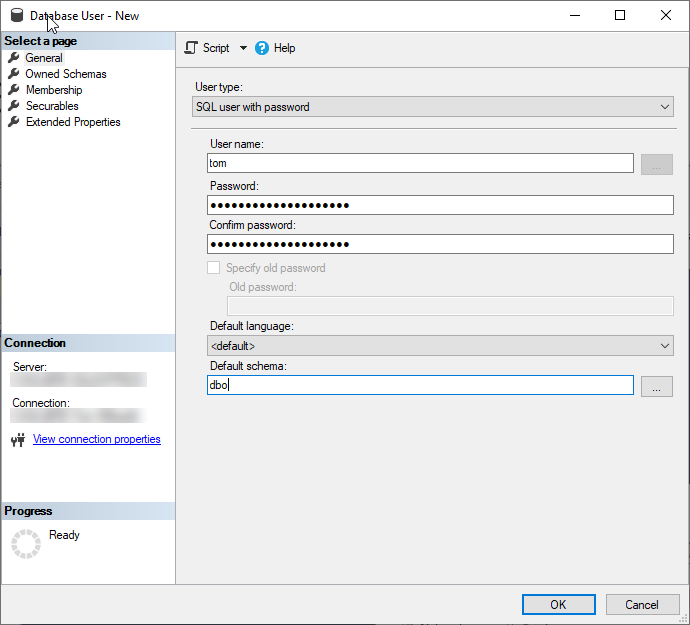 Database User - New
Select a page
General
Owned Schemas
Membership
Securables
Extended Properties
Connection
Server:
Connection:
View connection properties
Progress
Ready
Script
Help
User type:
SQL user with password
User name:
tom
...
Password:
●●●●●●●●●●●●●●●●●●●●
Confirm password:
●●●●●●●●●●●●●●●●●●●●
Specify old password
Old password:
Default language:
<default>
Default schema:
dbo
...
OK
Cancel